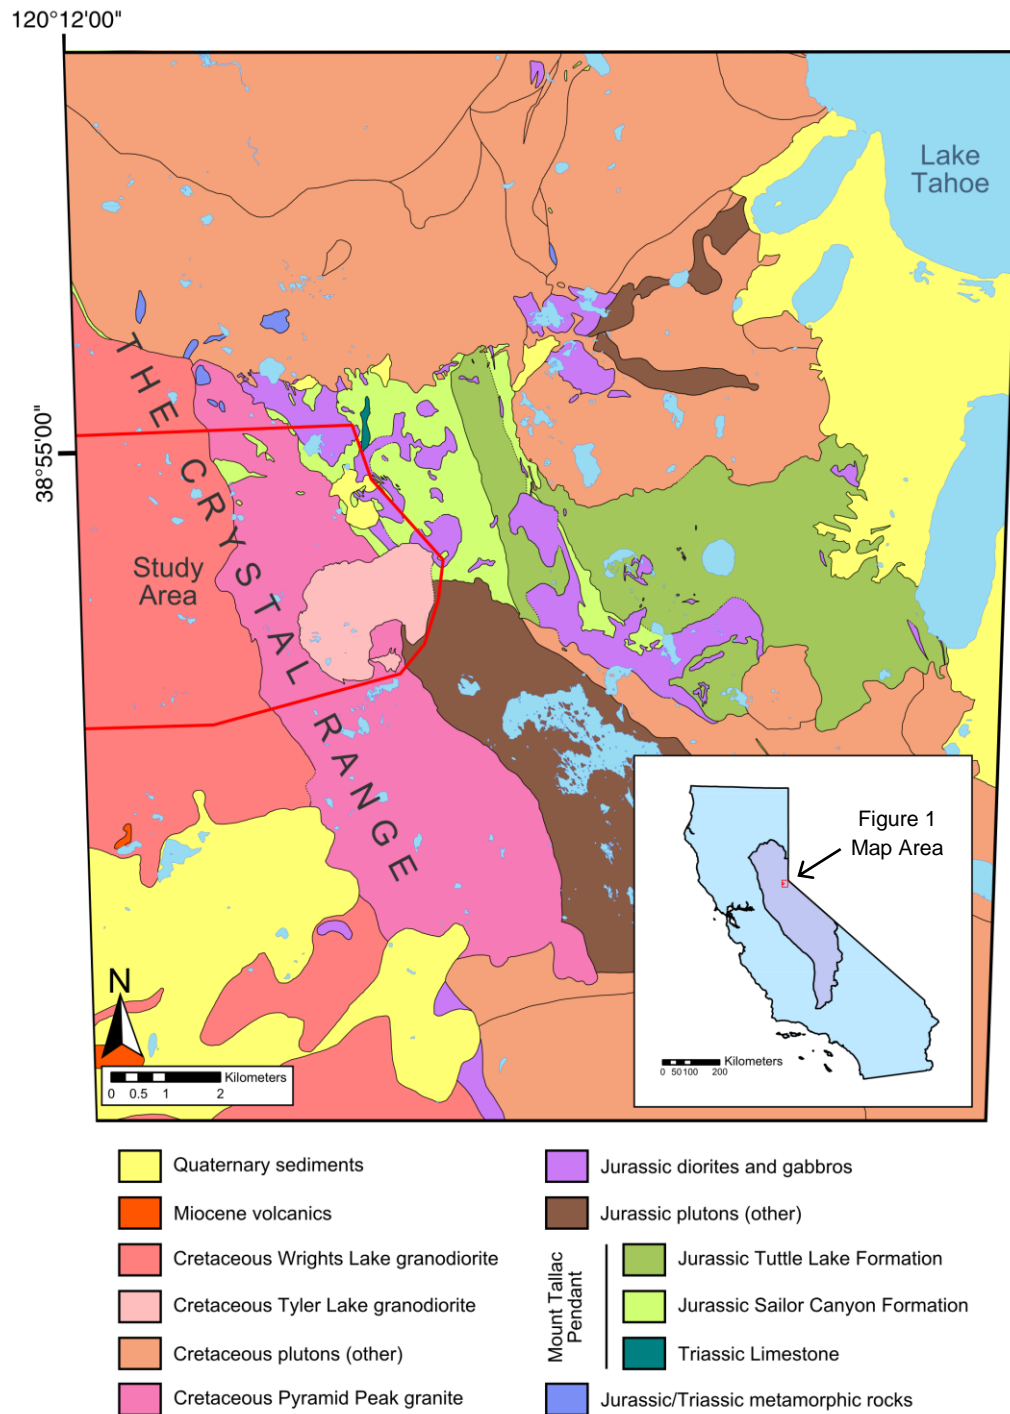 120°12'00"
Lake
Tahoe
THE CRYSTAL RANGE
38°55'00"
Study
Area
Figure 1
Map Area
N
Kilometers
0 0.5 1 2
Kilometers
0 50 100 200
Quaternary sediments
Miocene volcanics
Cretaceous Wrights Lake granodiorite
Cretaceous Tyler Lake granodiorite
Cretaceous plutons (other)
Cretaceous Pyramid Peak granite
Jurassic diorites and gabbros
Jurassic plutons (other)
Mount Tallac
Pendant
Jurassic Tuttle Lake Formation
Jurassic Sailor Canyon Formation
Triassic Limestone
Jurassic/Triassic metamorphic rocks